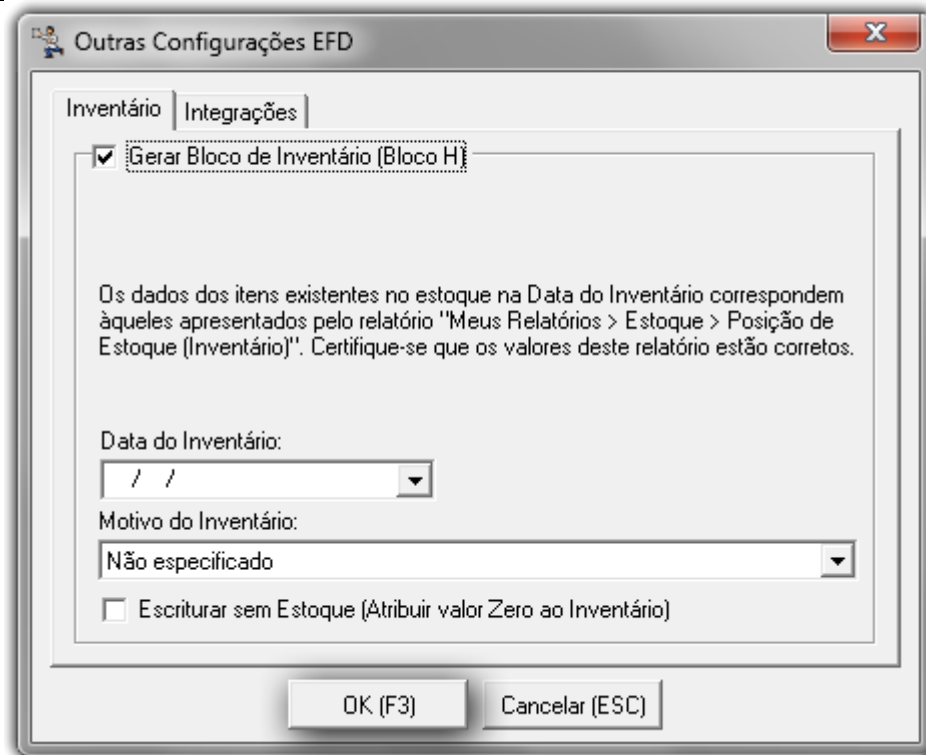 Outras Configurações EFD
Inventário
Integrações
Gerar Bloco de Inventário (Bloco H)
Os dados dos itens existentes no estoque na Data do Inventário correspondem
àqueles apresentados pelo relatório "Meus Relatórios > Estoque > Posição de
Estoque (Inventário)". Certifique-se que os valores deste relatório estão corretos.
Data do Inventário:
/ /
Motivo do Inventário:
Não especificado
Escriturar sem Estoque (Atribuir valor Zero ao Inventário)
OK (F3)
Cancelar (ESC)